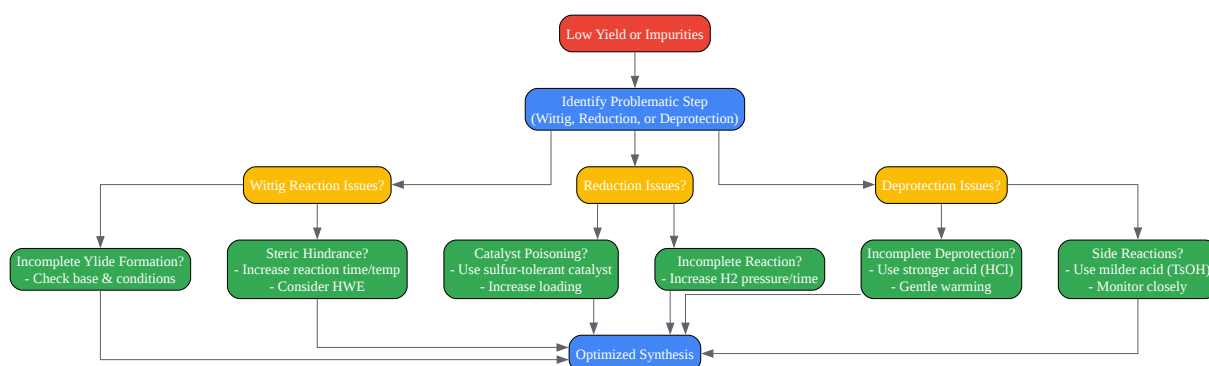 Low Yield or Impurities
Identify Problematic Step
(Wittig, Reduction, or Deprotection)
Wittig Reaction Issues?
Reduction Issues?
Deprotection Issues?
Incomplete Ylide Formation?
- Check base & conditions
Steric Hindrance?
- Increase reaction time/temp
- Consider HWE
Catalyst Poisoning?
- Use sulfur-tolerant catalyst
- Increase loading
Incomplete Reaction?
- Increase H2 pressure/time
Incomplete Deprotection?
- Use stronger acid (HCl)
- Gentle warming
Side Reactions?
- Use milder acid (TsOH)
- Monitor closely
Optimized Synthesis